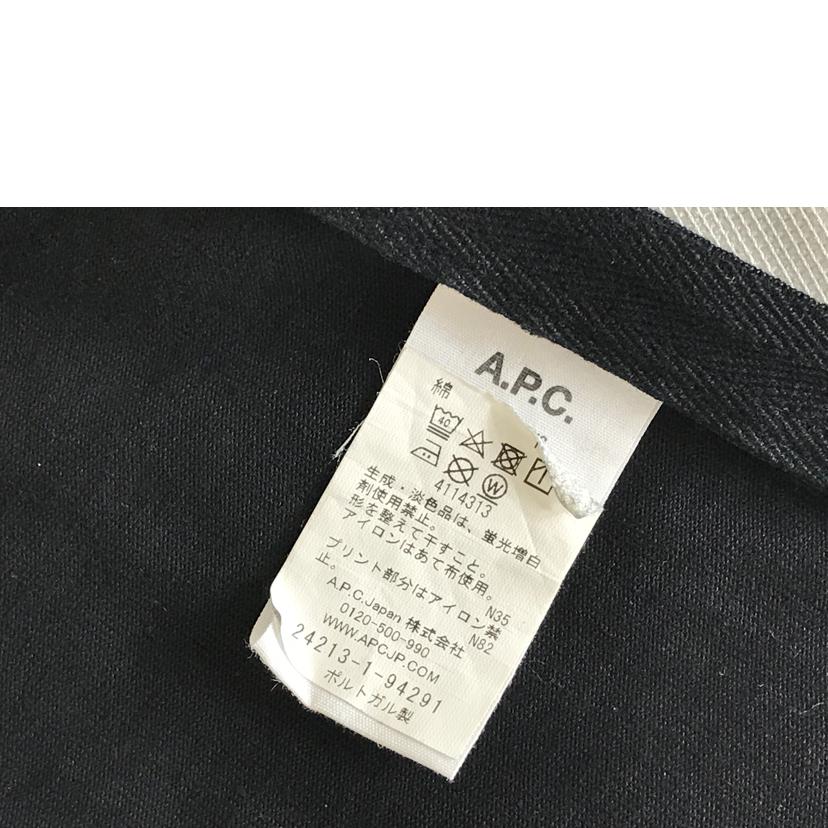 A.P.C.
綿
40
W
4114313
生成・淡色品は、蛍光増白
剤使用禁止。
形を整えて干すこと。
アイロンはあて布使用。
N35
プリント部分はアイロン禁
止。
N82
A.P.C.Japan 株式会社
0120-500-990
WWW.APCJP.COM
24213-1-94291
ポルトガル製